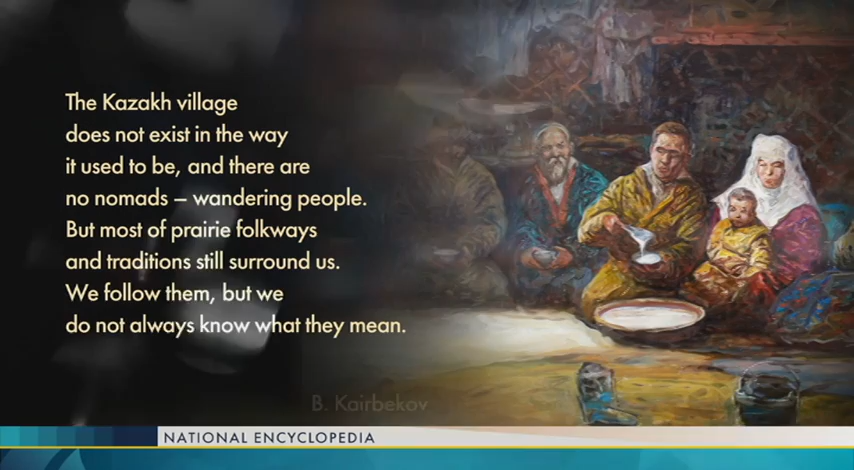 The Kazakh village
does not exist in the way
it used to be, and there are
no nomads – wandering people.
But most of prairie folkways
and traditions still surround us.
We follow them, but we
do not always know what they mean.
B. Kairbekov
NATIONAL ENCYCLOPEDIA